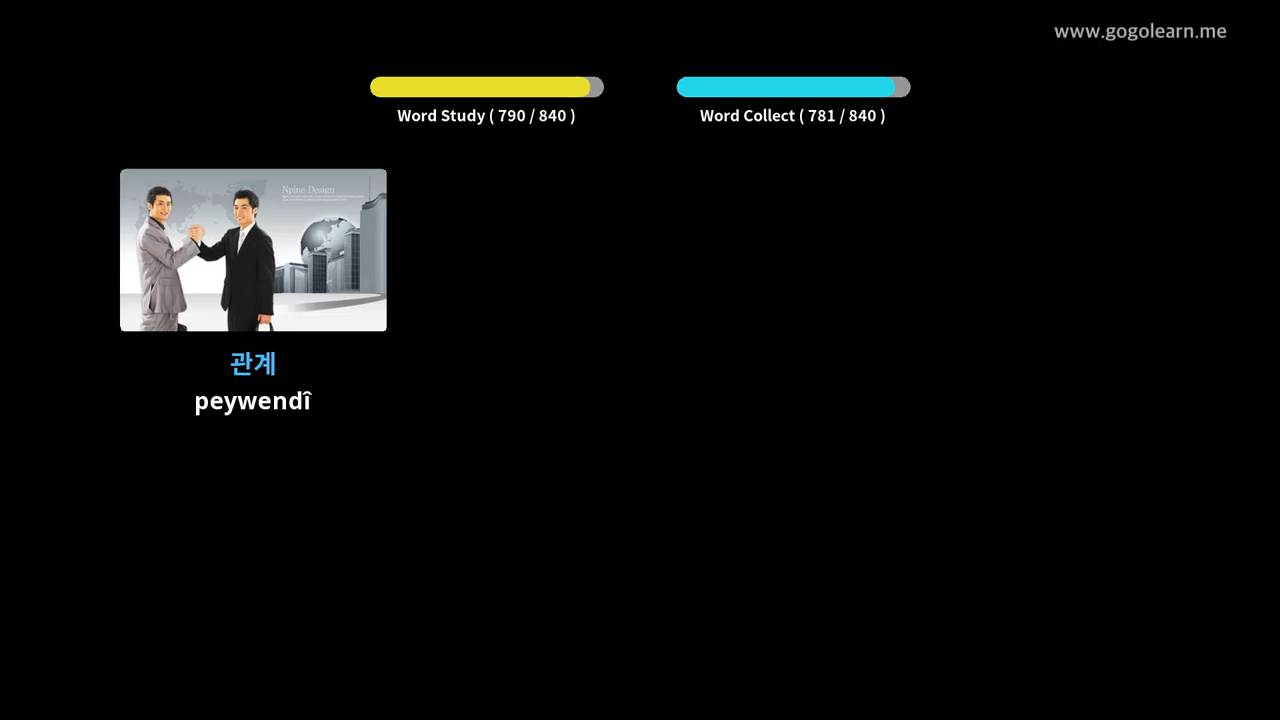 www.gogolearn.me
Word Study ( 790 / 840 )
Word Collect ( 781 / 840 )
Npine Design
관계
peywendî